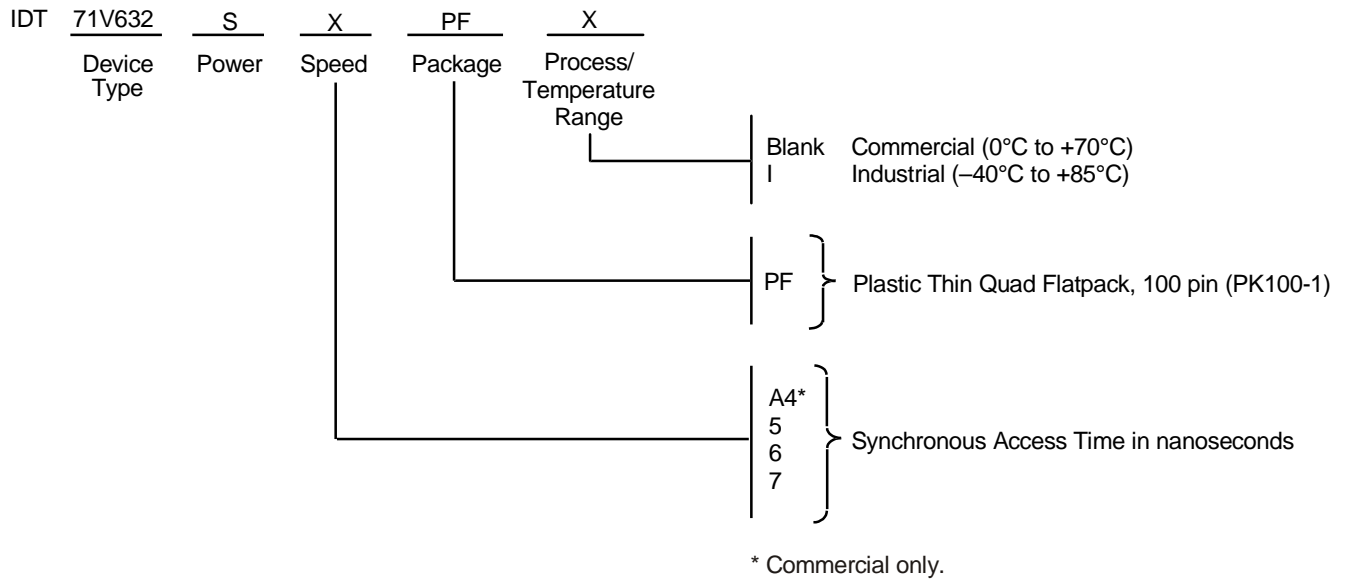 IDT 71V632 S X PF X
Device Type
Power
Speed
Package
Process/
Temperature
Range
Blank Commercial (0°C to +70°C)
I Industrial (–40°C to +85°C)
PF Plastic Thin Quad Flatpack, 100 pin (PK100-1)
A4*
5
6
7
Synchronous Access Time in nanoseconds
* Commercial only.